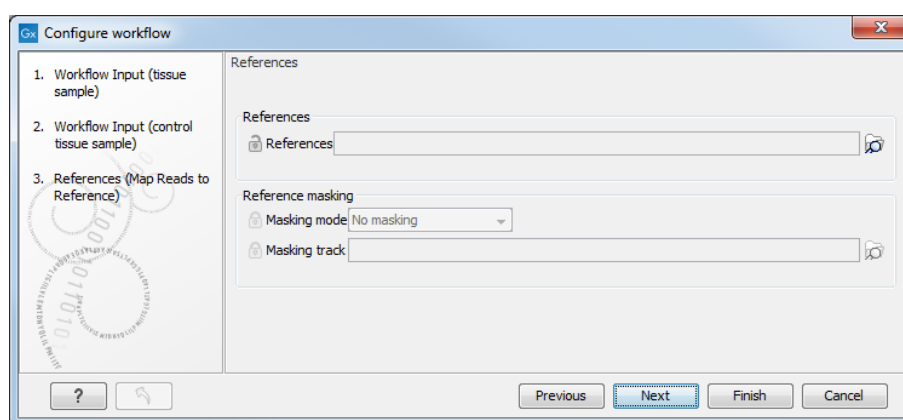 Gx Configure workflow
X
1. Workflow Input (tissue
sample)
2. Workflow Input (control
tissue sample)
3. References (Map Reads to
Reference)
References
References
References
Reference masking
Masking mode No masking
Masking track
? Previous Next Finish Cancel